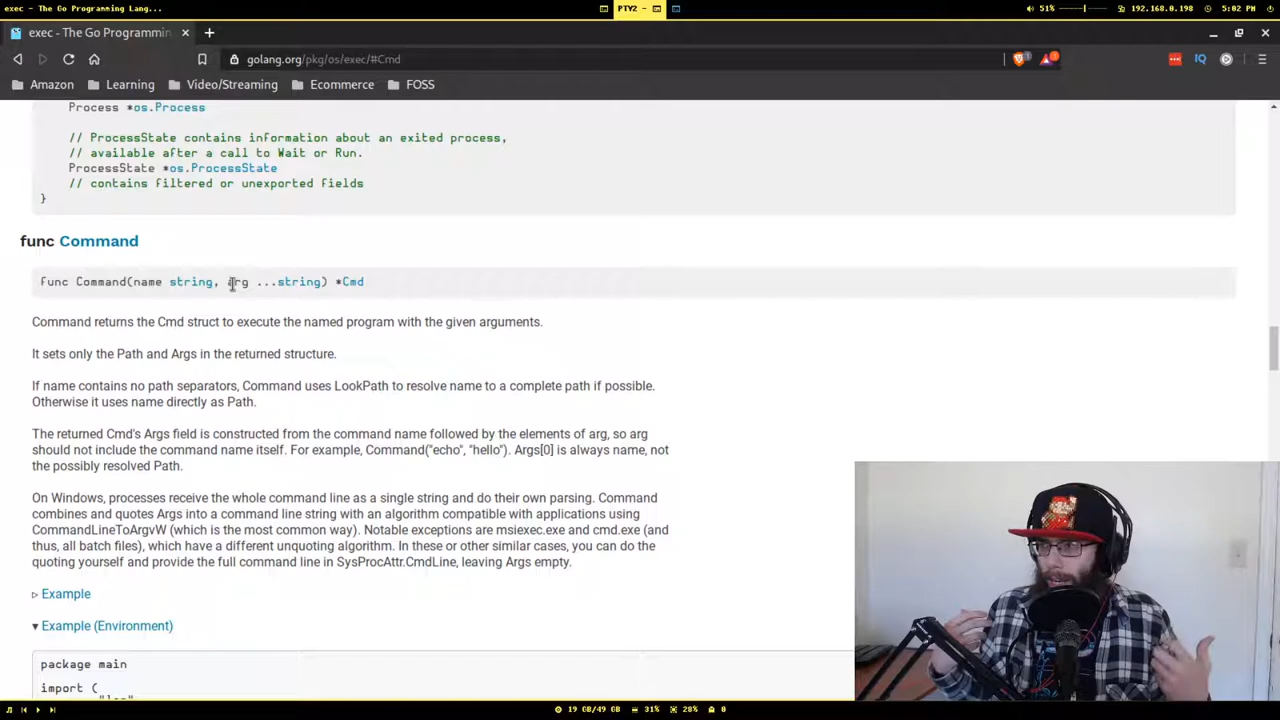 exec - The Go Programming Lang...
PTY2 -
51%
192.168.0.198
5:02 PM
exec - The Go Programmin
golang.org/pkg/os/exec/#Cmd
1
IQ
Amazon
Learning
Video/Streaming
Ecommerce
FOSS
Process *os.Process
// ProcessState contains information about an exited process,
// available after a call to Wait or Run.
ProcessState *os.ProcessState
// contains filtered or unexported fields
}
func Command
func Command(name string, arg ...string) *Cmd
Command returns the Cmd struct to execute the named program with the given arguments.
It sets only the Path and Args in the returned structure.
If name contains no path separators, Command uses LookPath to resolve name to a complete path if possible.
Otherwise it uses name directly as Path.
The returned Cmd's Args field is constructed from the command name followed by the elements of arg, so arg
should not include the command name itself. For example, Command("echo", "hello"). Args[0] is always name, not
the possibly resolved Path.
On Windows, processes receive the whole command line as a single string and do their own parsing. Command
combines and quotes Args into a command line string with an algorithm compatible with applications using
CommandLineToArgvW (which is the most common way). Notable exceptions are msiexec.exe and cmd.exe (and
thus, all batch files), which have a different unquoting algorithm. In these or other similar cases, you can do the
quoting yourself and provide the full command line in SysProcAttr.CmdLine, leaving Args empty.
Example
Example (Environment)
package main
import (
19 GB/49 GB
31%
28%
0